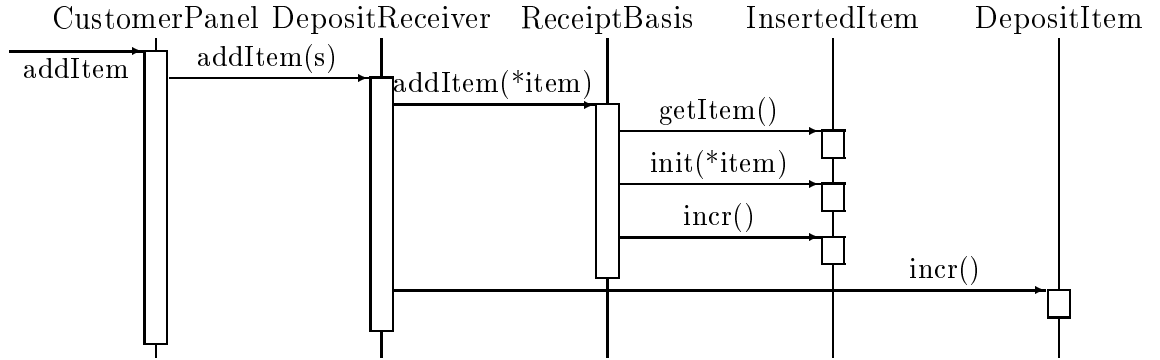 CustomerPanel DepositReceiver ReceiptBasis InsertedItem DepositItem
addItem
addItem(s)
addItem(*item)
getItem()
init(*item)
incr()
incr()